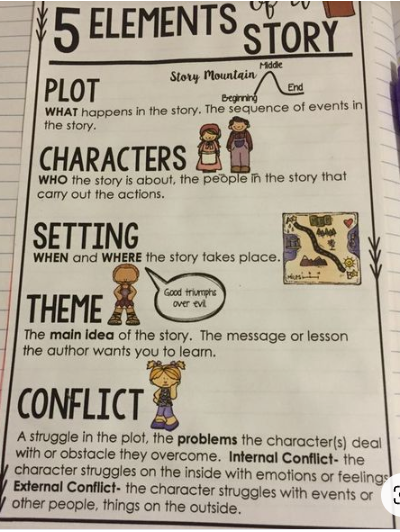 5 ELEMENTS of a
STORY
PLOT
Story Mountain
Middle
Beginning
End
WHAT happens in the story. The sequence of events in
the story.
CHARACTERS
WHO the story is about, the people in the story that
carry out the actions.
SETTING
WHEN and WHERE the story takes place.
THEME
Good triumphs
over evil
The main idea of the story. The message or lesson
the author wants you to learn.
CONFLICT
A struggle in the plot, the problems the character(s) deal
with or obstacle they overcome. Internal Conflict- the
character struggles on the inside with emotions or feelings
External Conflict- the character struggles with events or
other people, things on the outside.